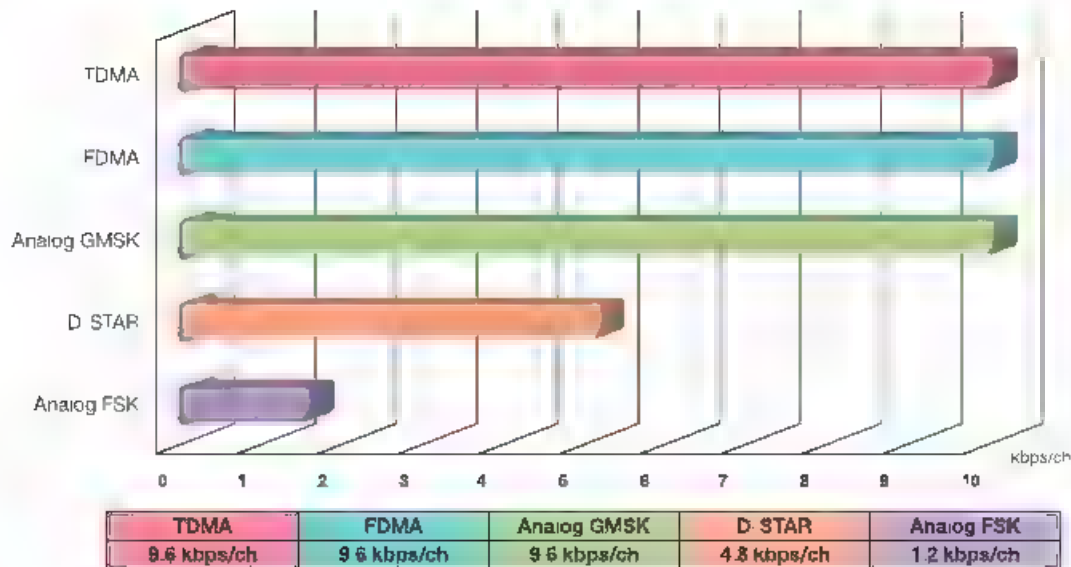 TDMA
FDMA
Analog GMSK
D STAR
Analog FSK
0 1 2 3 4 5 6 7 8 9 10
Kbps/ch
TDMA FDMA Analog GMSK D STAR Analog FSK
9.6 kbps/ch 9 6 kbps/ch 9 6 kbps/ch 4.8 kbps/ch 1.2 kbps/ch